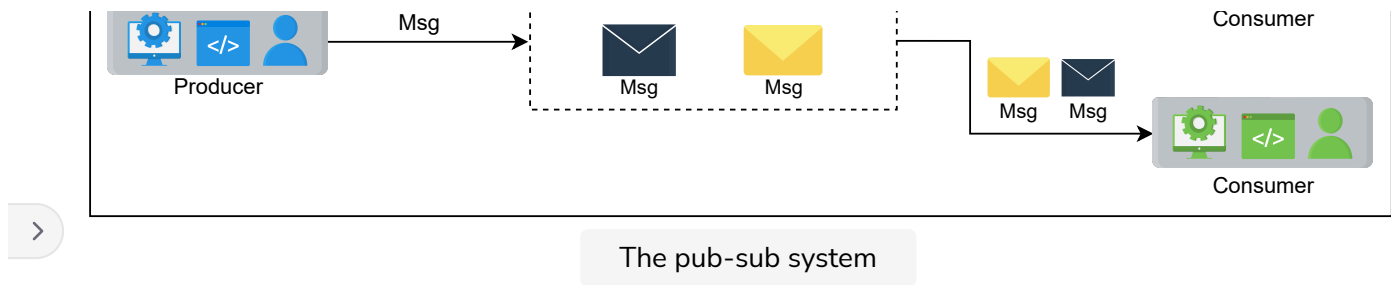 Msg
Consumer
</>
Producer
Msg
Msg
Msg
Msg
</>
Consumer
The pub-sub system